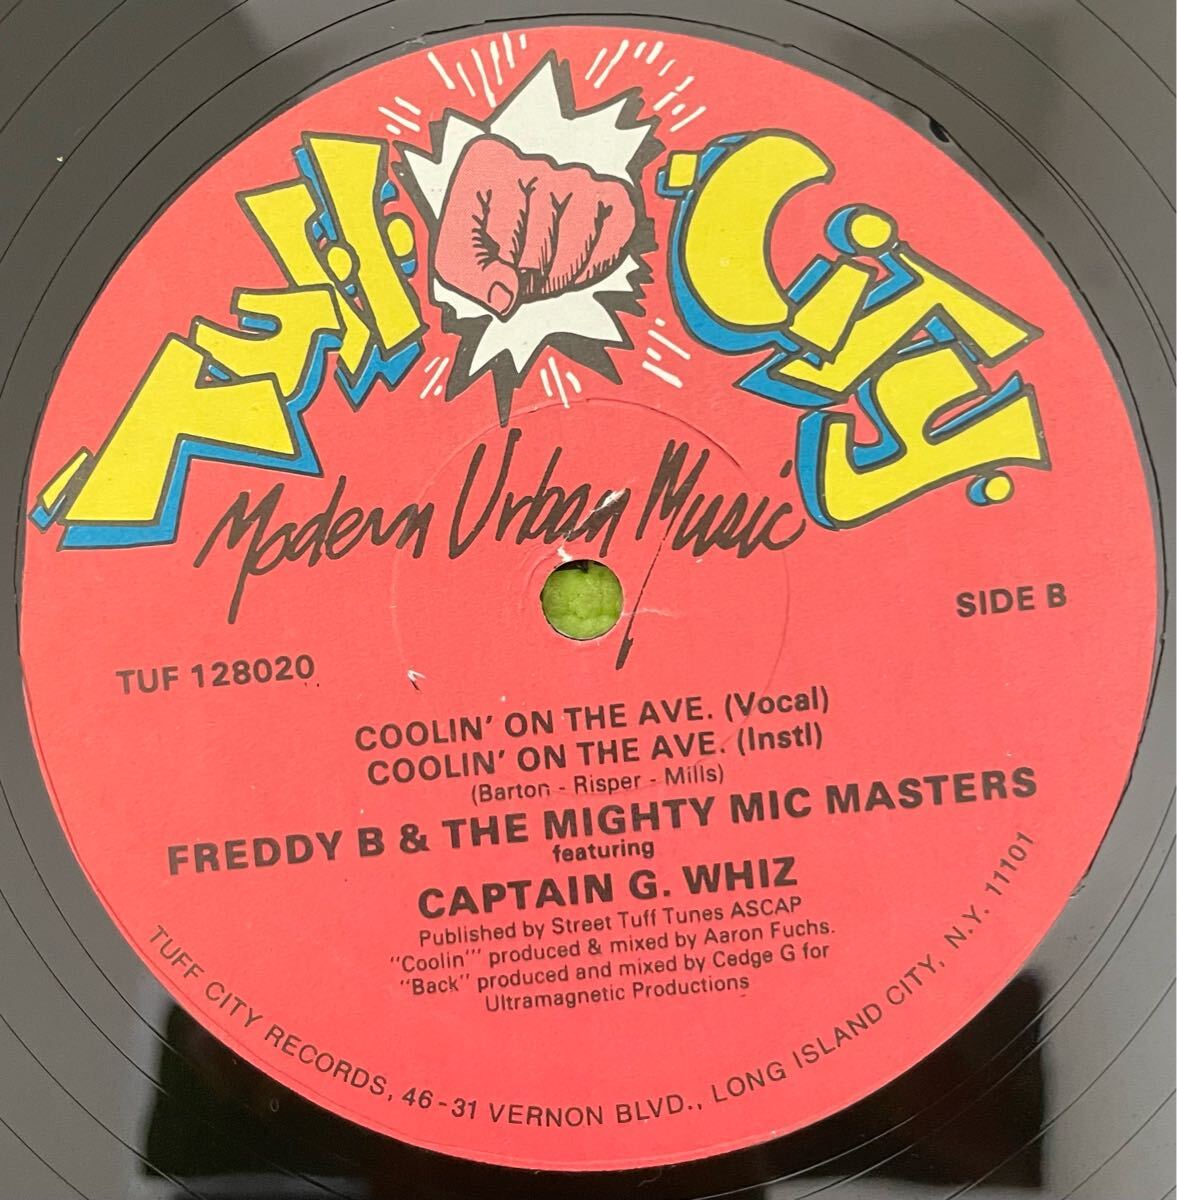 Tuff City
Modern Urban Music
SIDE B
TUF 128020
COOLIN' ON THE AVE. (Vocal)
COOLIN' ON THE AVE. (Instl)
(Barton - Risper - Mills)
FREDDY B & THE MIGHTY MIC MASTERS
featuring
CAPTAIN G. WHIZ
Published by Street Tuff Tunes ASCAP
"Coolin'" produced & mixed by Aaron Fuchs.
"Back" produced and mixed by Cedge G for
Ultramagnetic Productions
TUFF CITY RECORDS, 46-31 VERNON BLVD., LONG ISLAND CITY, N.Y. 11101